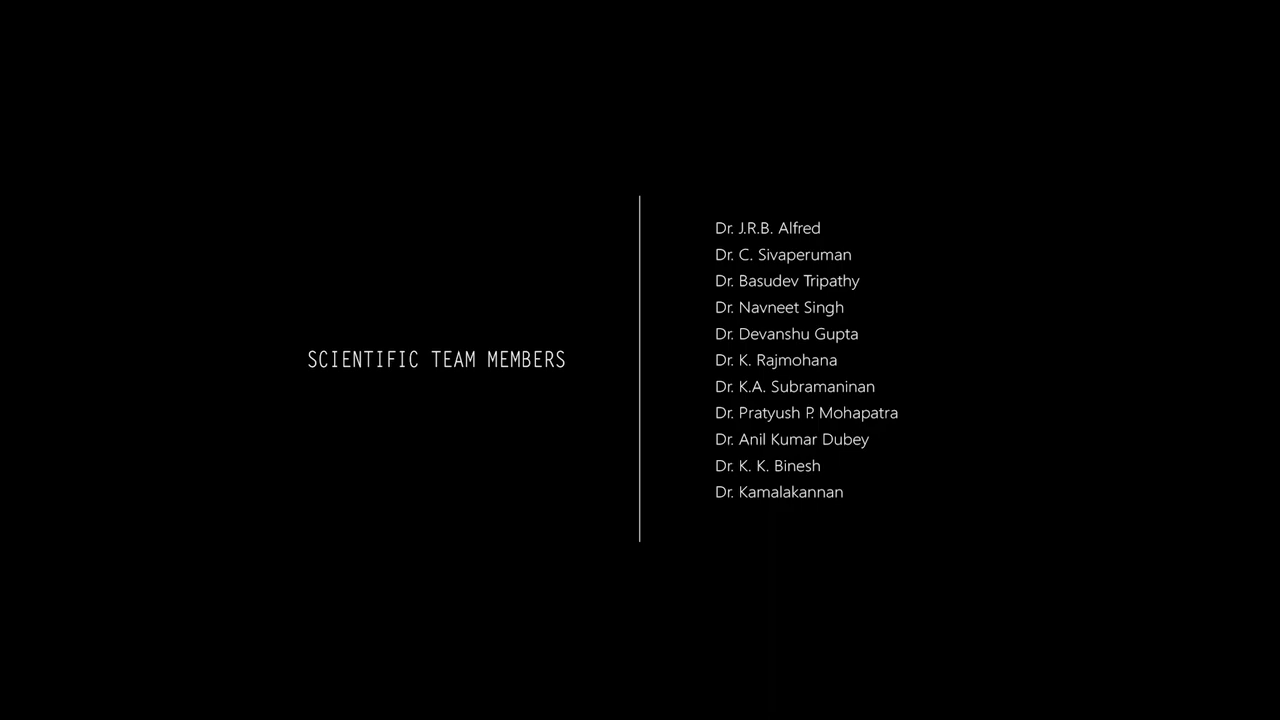 SCIENTIFIC TEAM MEMBERS
Dr. J.R.B. Alfred
Dr. C. Sivaperuman
Dr. Basudev Tripathy
Dr. Navneet Singh
Dr. Devanshu Gupta
Dr. K. Rajmohana
Dr. K.A. Subramaninan
Dr. Pratyush P. Mohapatra
Dr. Anil Kumar Dubey
Dr. K. K. Binesh
Dr. Kamalakannan